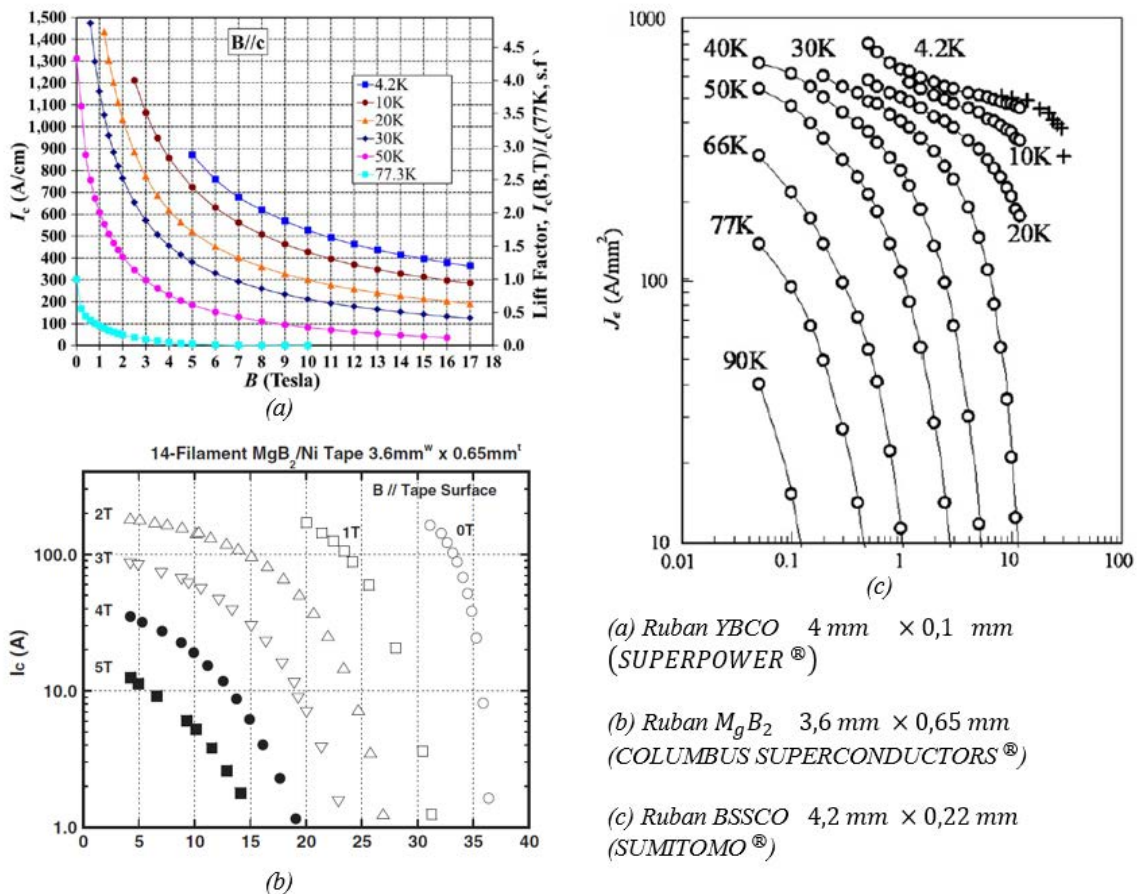 1,500
1,400
1,300
1,200
1,100
1,000
900
800
700
600
500
400
300
200
100
0
I_c (A/cm)
B//c
4.2K
10K
20K
30K
50K
77.3K
4.5
4.0
3.5
3.0
2.5
2.0
1.5
1.0
0.5
0.0
Lift Factor, I_c(B,T)/I_c(77K, s.f.)
0 1 2 3 4 5 6 7 8 9 10 11 12 13 14 15 16 17 18
B (Tesla)
(a)
1000
100
10
J_e (A/mm²)
40K
30K
4.2K
50K
66K
10K +
20K
77K
90K
0.01 0.1 1 10 100
(c)
14-Filament MgB₂/Ni Tape 3.6mmʷ x 0.65mmᵗ
B // Tape Surface
2T
1T
0T
3T
4T
5T
100.0
10.0
1.0
Ic (A)
0 5 10 15 20 25 30 35 40
(b)
(a) Ruban YBCO 4 mm × 0,1 mm
(SUPERPOWER ®)
(b) Ruban MgB₂ 3,6 mm × 0,65 mm
(COLUMBUS SUPERCONDUCTORS ®)
(c) Ruban BSSCO 4,2 mm × 0,22 mm
(SUMITOMO ®)